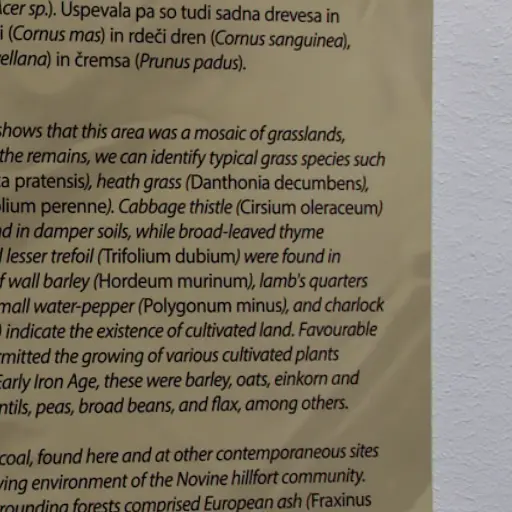 Acer sp.). Uspevala pa so tudi sadna drevesa in
i (Cornus mas) in rdeči dren (Cornus sanguinea),
ellana) in čremsa (Prunus padus).
shows that this area was a mosaic of grasslands,
the remains, we can identify typical grass species such
a pratensis), heath grass (Danthonia decumbens),
lium perenne). Cabbage thistle (Cirsium oleraceum)
d in damper soils, while broad-leaved thyme
l lesser trefoil (Trifolium dubium) were found in
f wall barley (Hordeum murinum), lamb's quarters
mall water-pepper (Polygonum minus), and charlock
) indicate the existence of cultivated land. Favourable
rmitted the growing of various cultivated plants
Early Iron Age, these were barley, oats, einkorn and
ntils, peas, broad beans, and flax, among others.
coal, found here and at other contemporaneous sites
ving environment of the Novine hillfort community.
rounding forests comprised European ash (Fraxinus